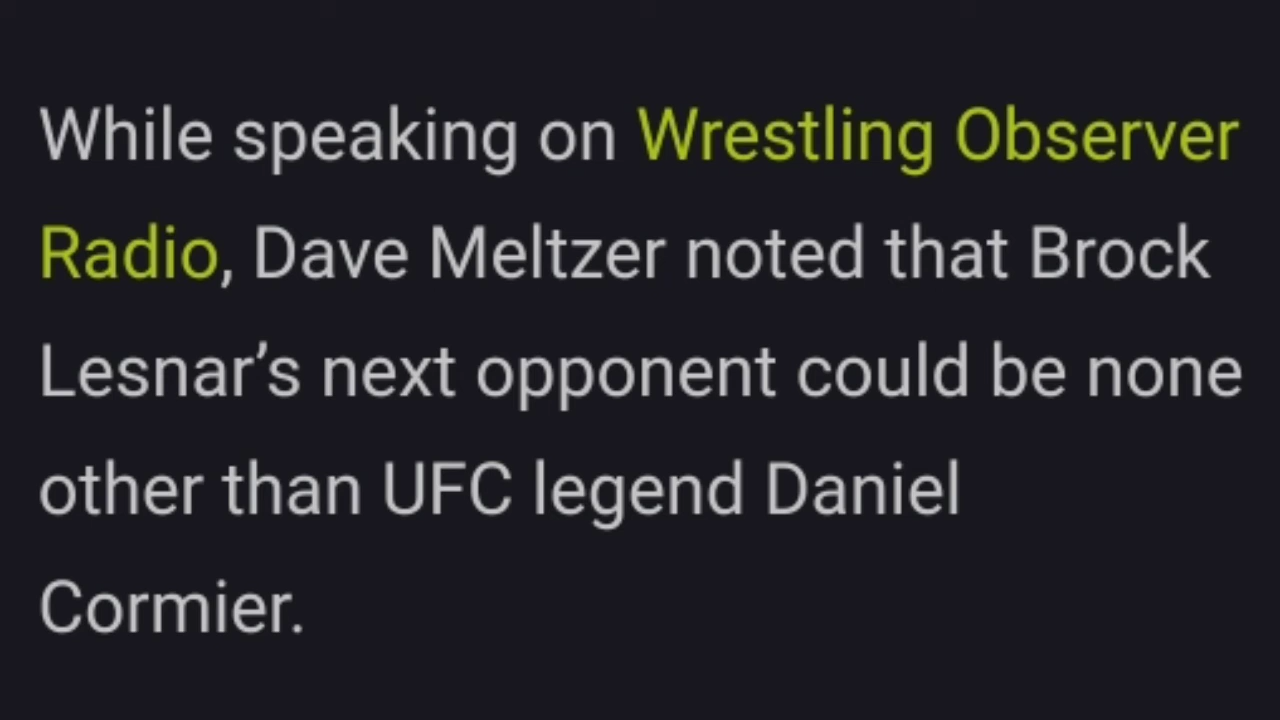 While speaking on Wrestling Observer
Radio, Dave Meltzer noted that Brock
Lesnar’s next opponent could be none
other than UFC legend Daniel
Cormier.